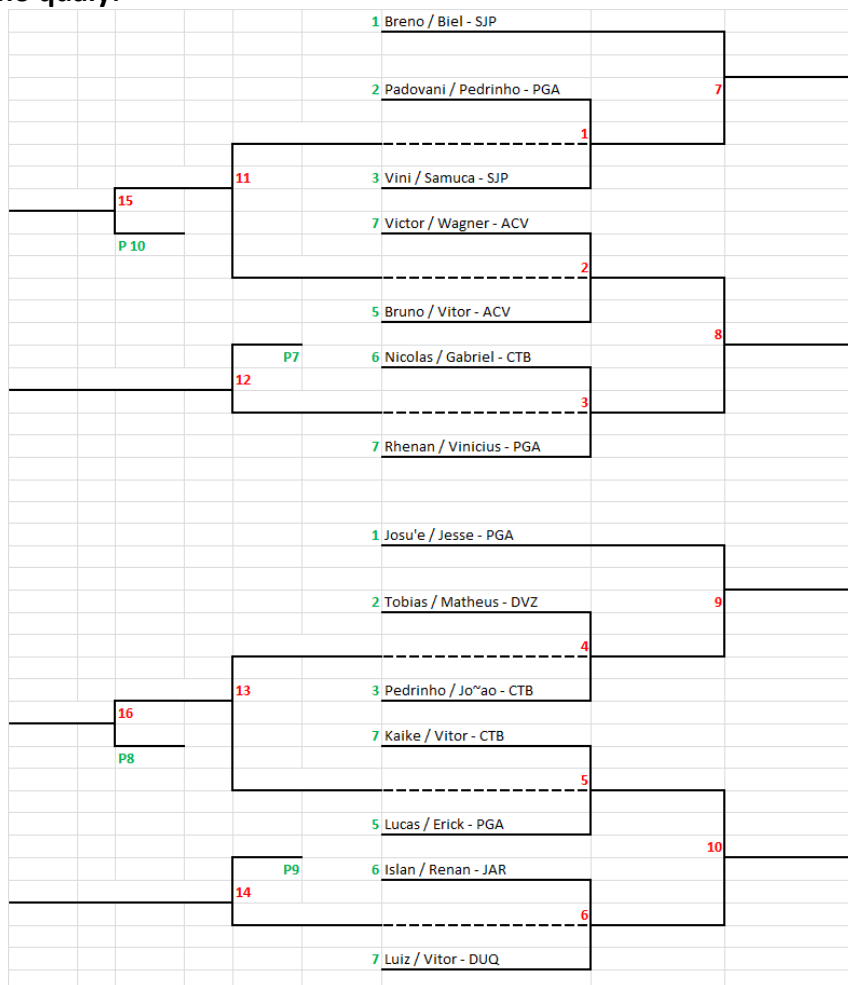 1 Breno / Biel - SJP
2 Padovani / Pedrinho - PGA
7
1
11
3 Vini / Samuca - SJP
15
7 Victor / Wagner - ACV
P 10
2
5 Bruno / Vitor - ACV
8
P7
6 Nicolas / Gabriel - CTB
12
3
7 Rhenan / Vinicius - PGA
1 Josu'e / Jesse - PGA
2 Tobias / Matheus - DVZ
9
4
13
3 Pedrinho / Jo~ao - CTB
16
7 Kaike / Vitor - CTB
P8
5
5 Lucas / Erick - PGA
10
P9
6 Islan / Renan - JAR
14
6
7 Luiz / Vitor - DUQ